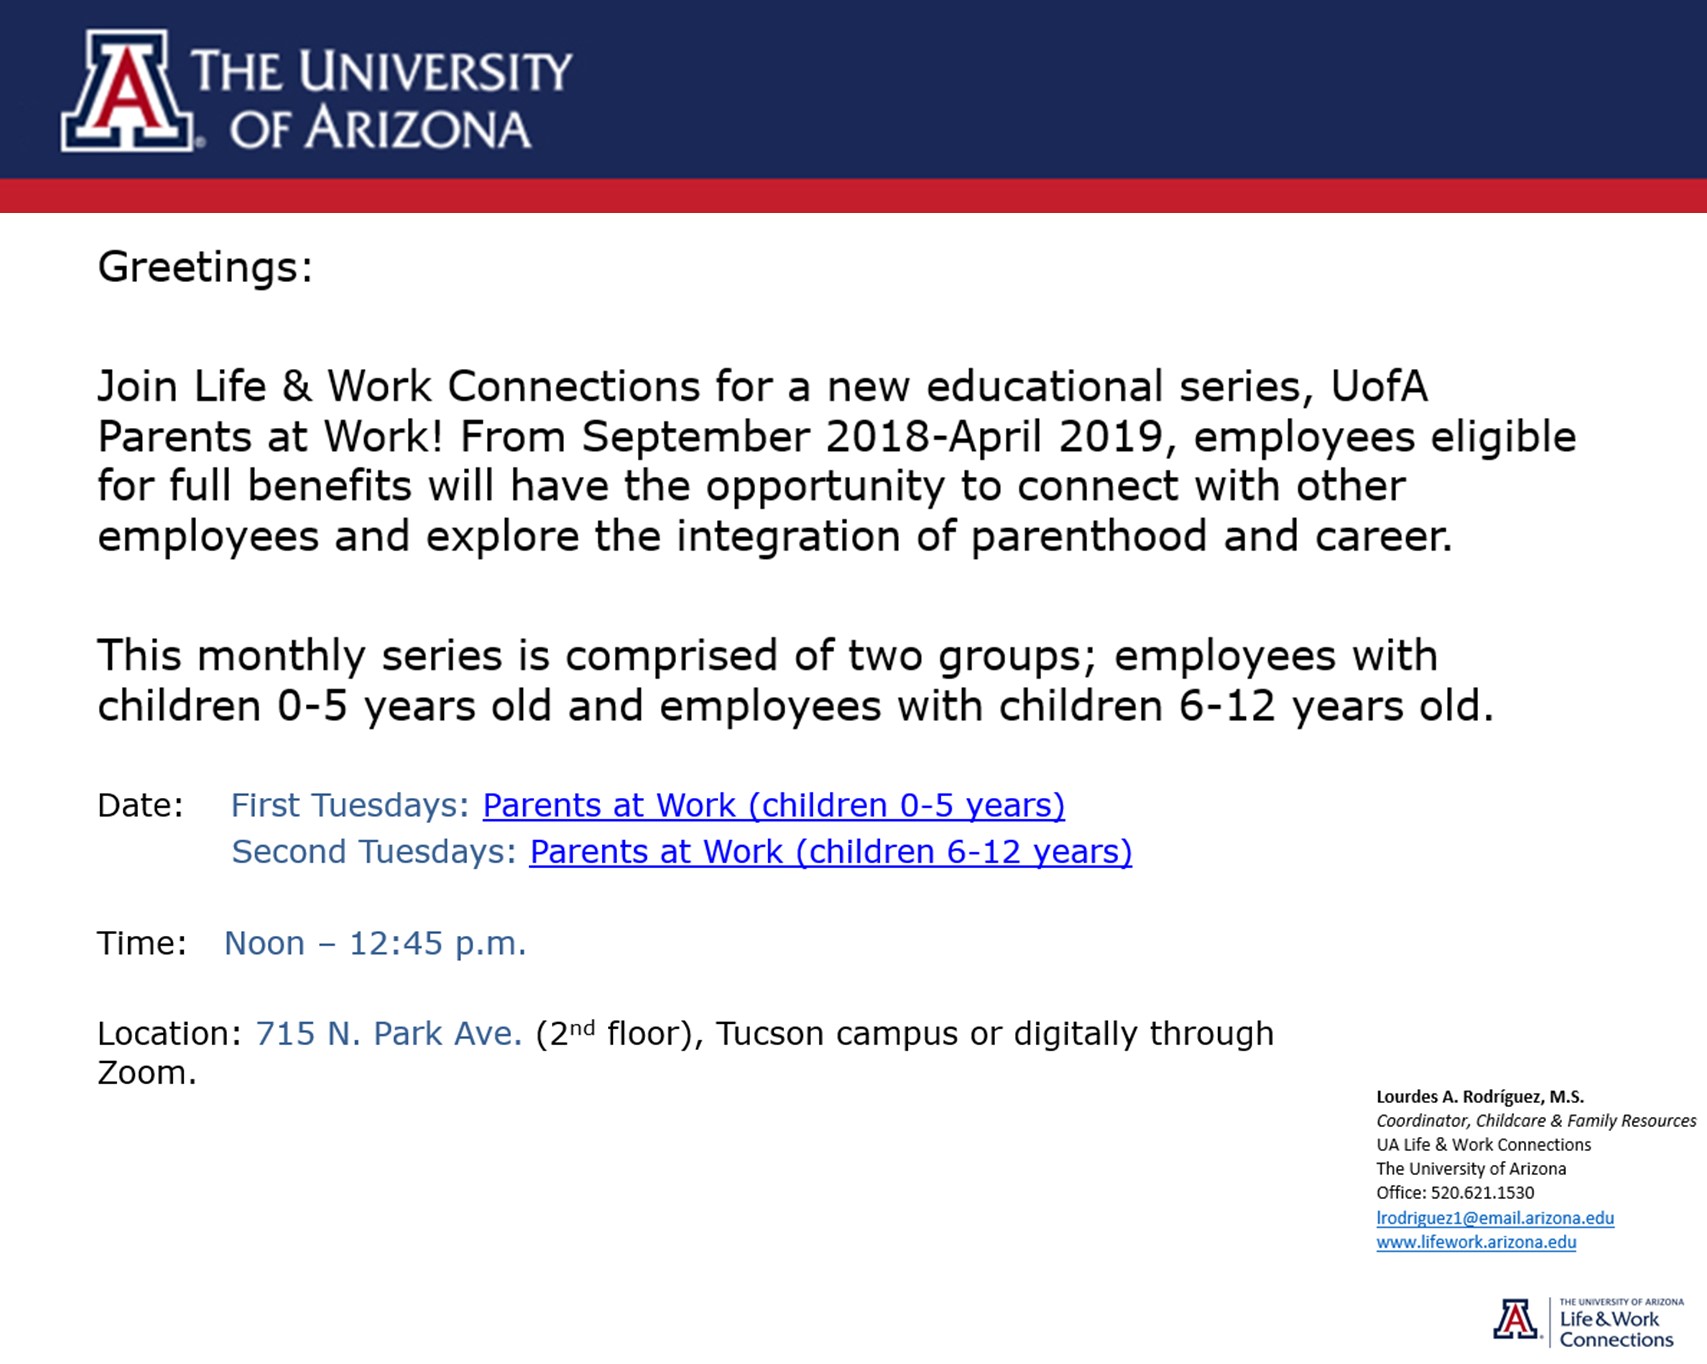 THE UNIVERSITY
OF ARIZONA
Greetings:
Join Life & Work Connections for a new educational series, UofA
Parents at Work! From September 2018-April 2019, employees eligible
for full benefits will have the opportunity to connect with other
employees and explore the integration of parenthood and career.
This monthly series is comprised of two groups; employees with
children 0-5 years old and employees with children 6-12 years old.
Date: First Tuesdays: Parents at Work (children 0-5 years)
Second Tuesdays: Parents at Work (children 6-12 years)
Time: Noon – 12:45 p.m.
Location: 715 N. Park Ave. (2nd floor), Tucson campus or digitally through
Zoom.
Lourdes A. Rodríguez, M.S.
Coordinator, Childcare & Family Resources
UA Life & Work Connections
The University of Arizona
Office: 520.621.1530
lrodriguez1@email.arizona.edu
www.lifework.arizona.edu
A
THE UNIVERSITY OF ARIZONA
Life & Work
Connections